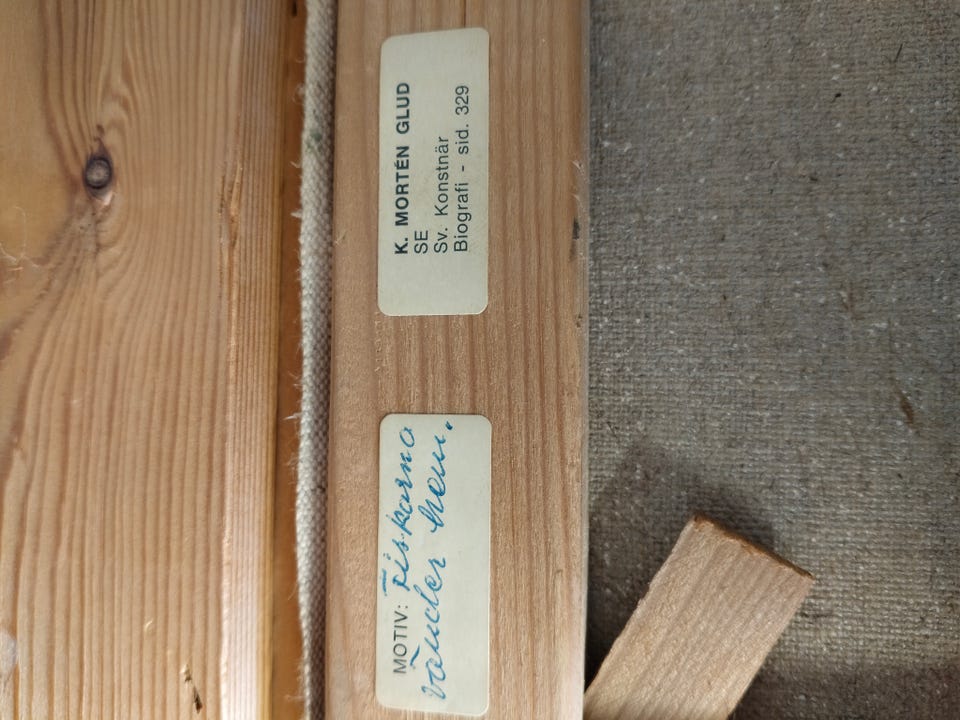 K. MORTÉN GLUD
SE
Sv. Konstnär
Biografi - sid. 329
MOTIV: Fiskarna
vänder hem.